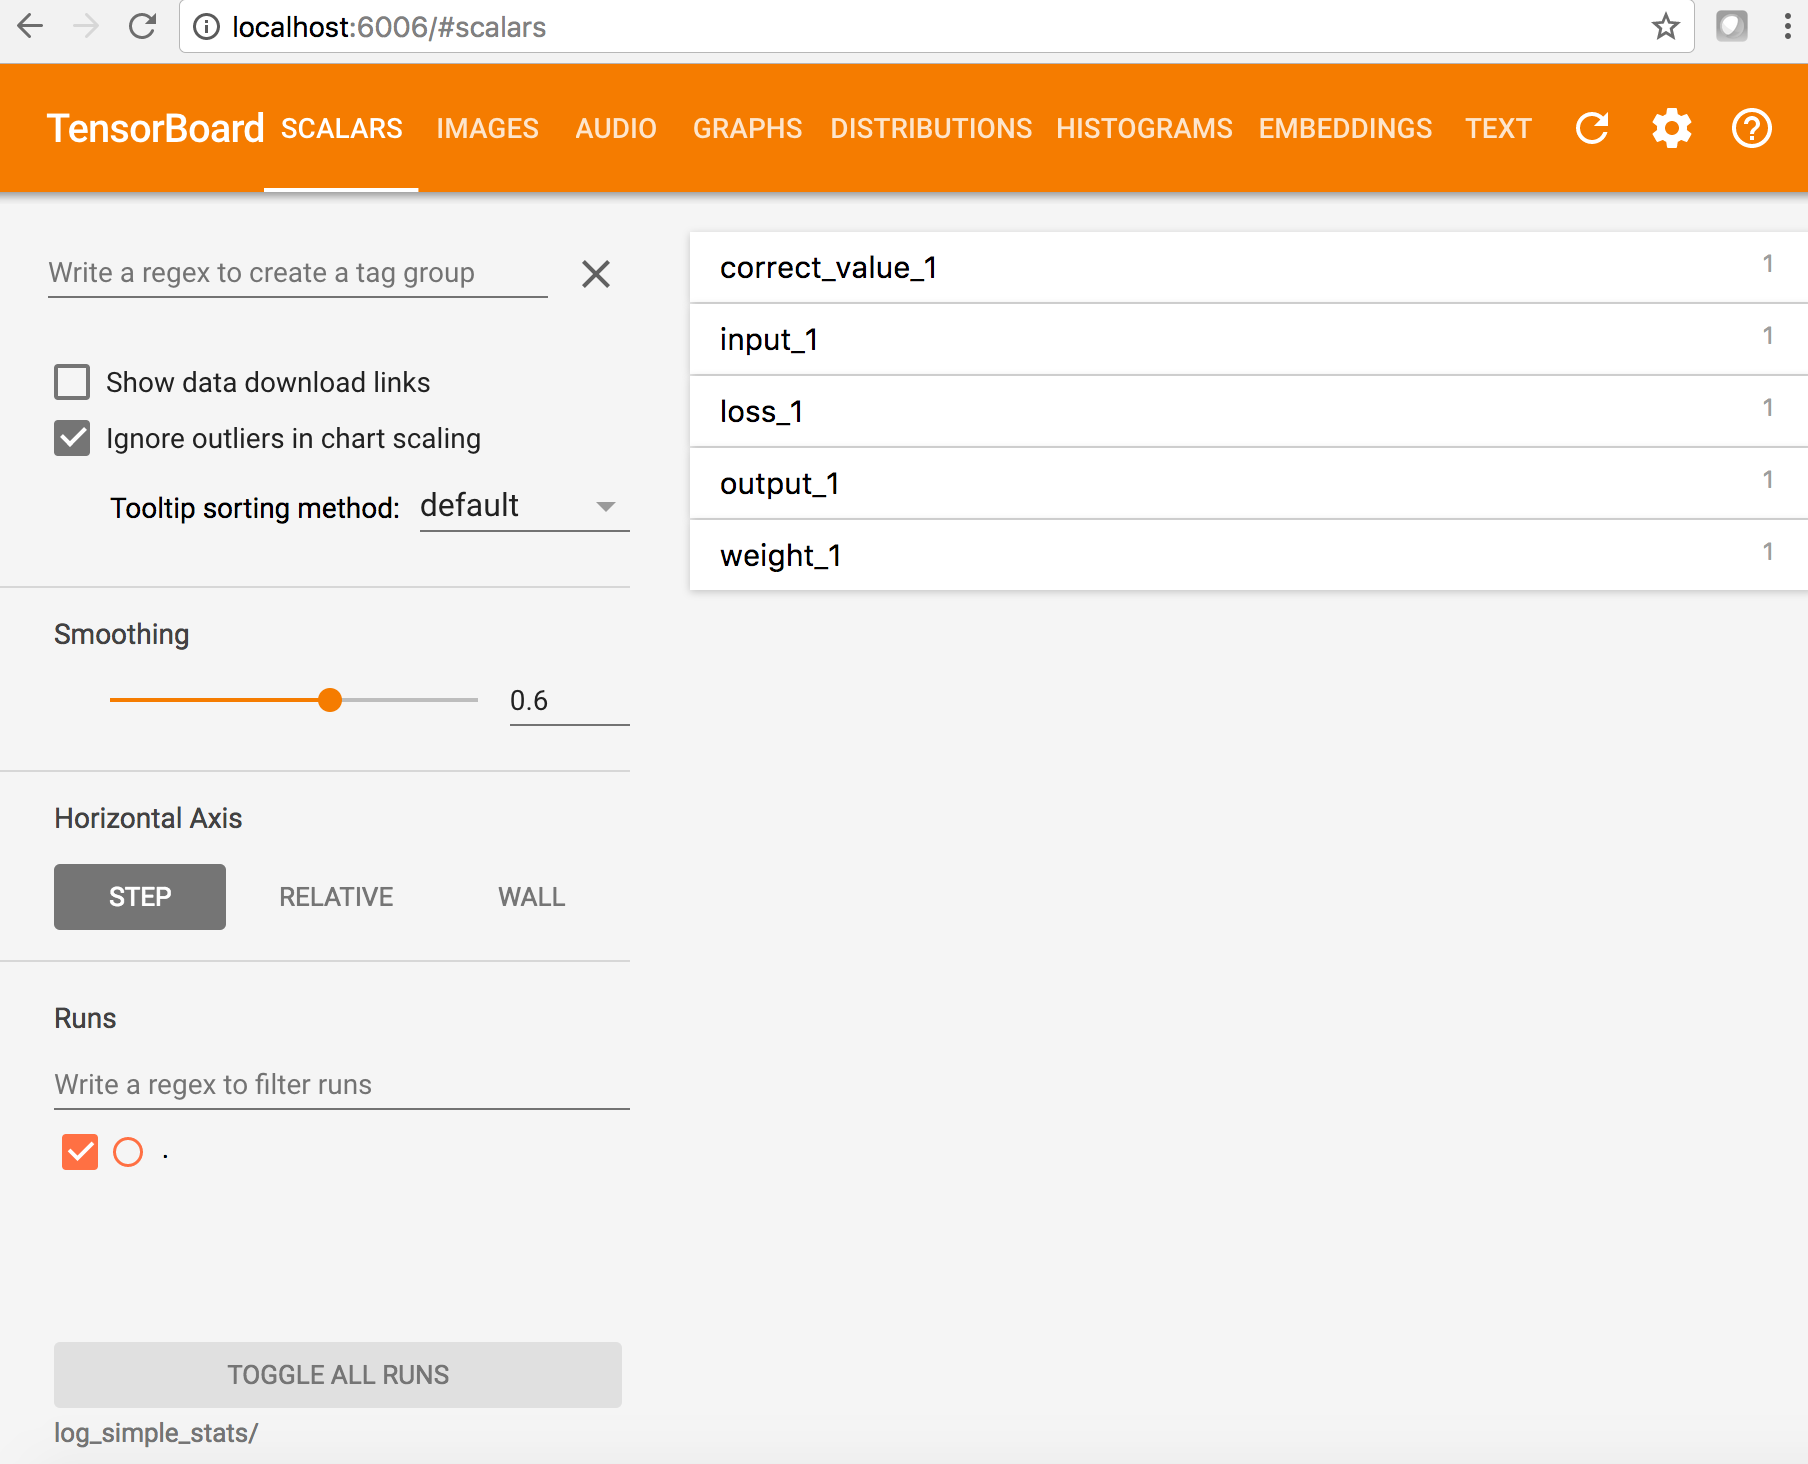 localhost:6006/#scalars
TensorBoard SCALARS IMAGES AUDIO GRAPHS DISTRIBUTIONS HISTOGRAMS EMBEDDINGS TEXT
Write a regex to create a tag group
Show data download links
Ignore outliers in chart scaling
Tooltip sorting method: default
Smoothing
0.6
Horizontal Axis
STEP RELATIVE WALL
Runs
Write a regex to filter runs
.
TOGGLE ALL RUNS
log_simple_stats/
correct_value_1 1
input_1 1
loss_1 1
output_1 1
weight_1 1